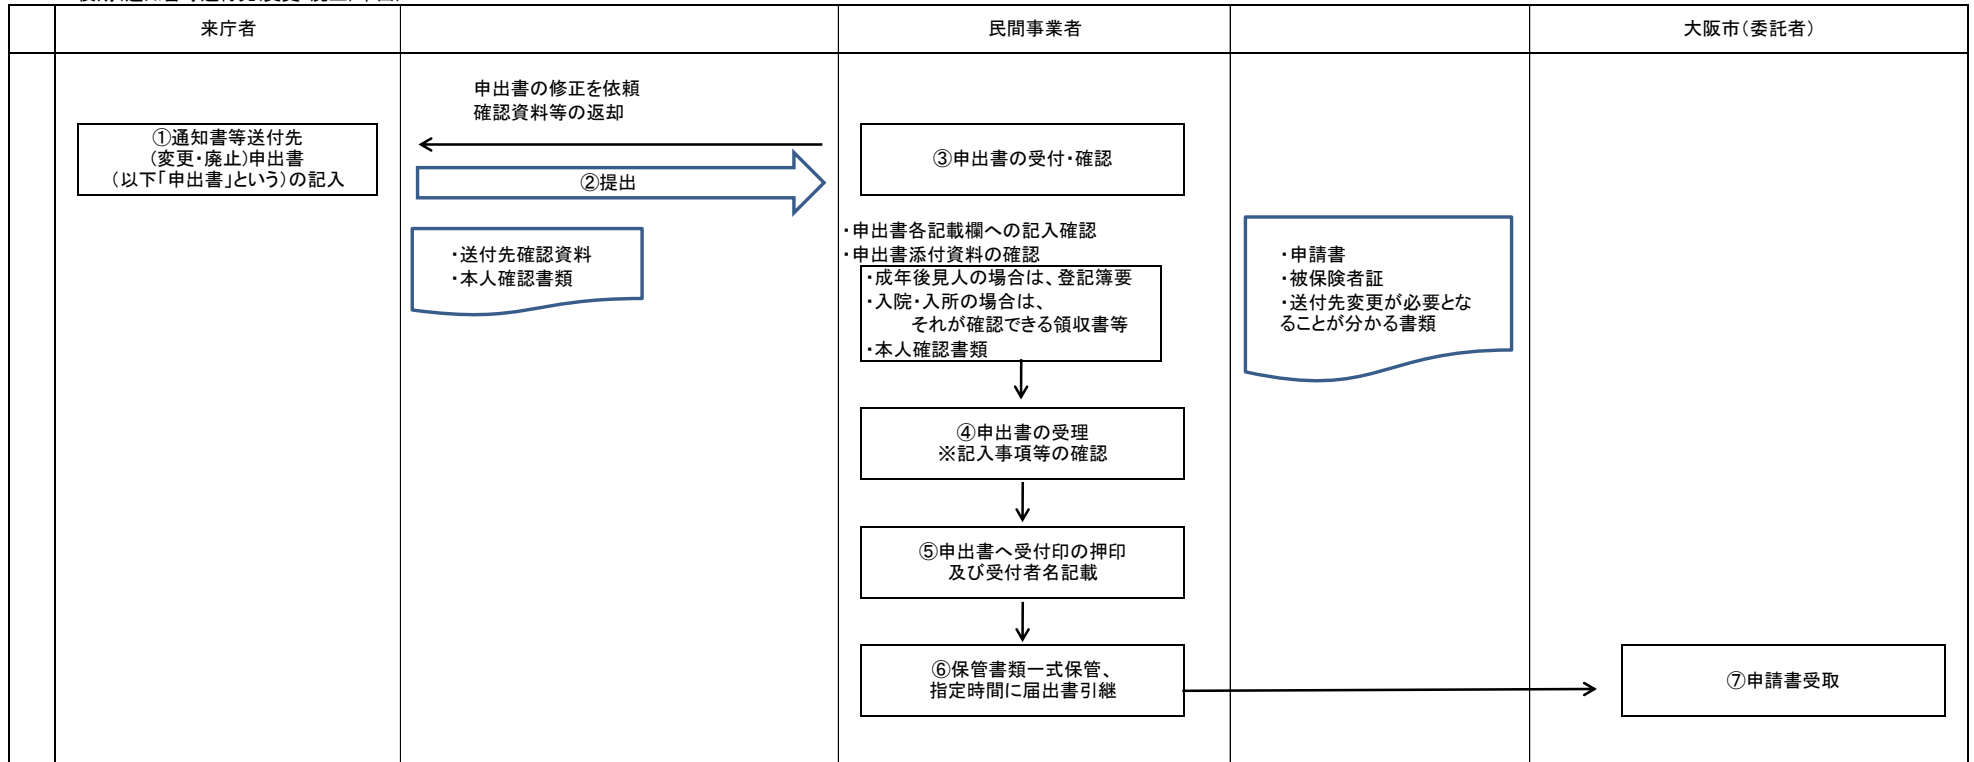 来庁者
民間事業者
大阪市（委託者）
申出書の修正を依頼
確認資料等の返却
①通知書等送付先
（変更・廃止）申出書
（以下「申出書」という）の記入
②提出
③申出書の受付・確認
・送付先確認資料
・本人確認書類
・申出書各記載欄への記入確認
・申出書添付資料の確認
・成年後見人の場合は、登記簿要
・入院・入所の場合は、
それが確認できる領収書等
・本人確認書類
・申請書
・被保険者証
・送付先変更が必要とな
ることが分かる書類
④申出書の受理
※記入事項等の確認
⑤申出書へ受付印の押印
及び受付者名記載
⑥保管書類一式保管、
指定時間に届出書引継
⑦申請書受取